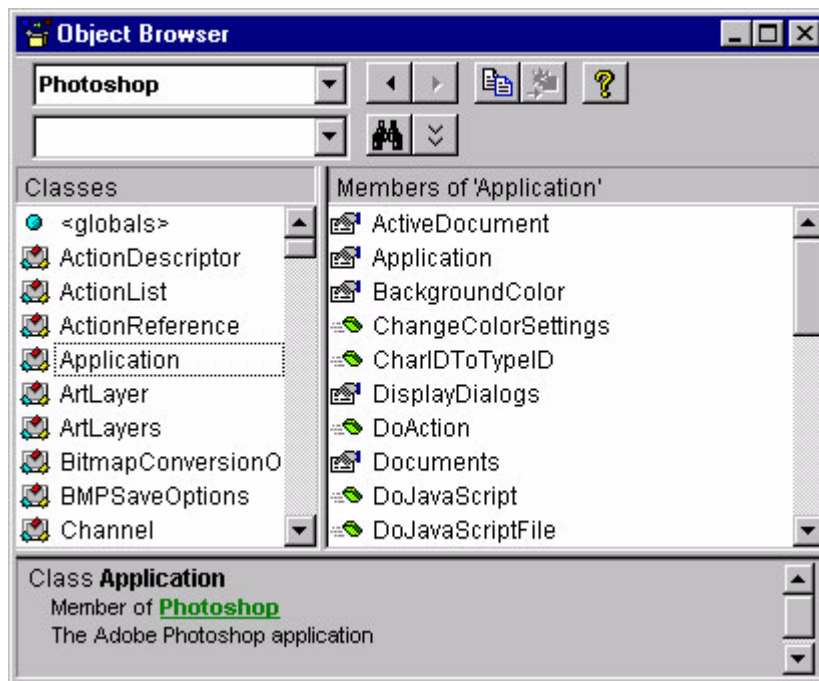 Object Browser
Photoshop
Classes
<globals>
ActionDescriptor
ActionList
ActionReference
Application
ArtLayer
ArtLayers
BitmapConversionO
BMPSaveOptions
Channel
Members of 'Application'
ActiveDocument
Application
BackgroundColor
ChangeColorSettings
CharIDToTypeID
DisplayDialogs
DoAction
Documents
DoJavaScript
DoJavaScriptFile
Class Application
Member of Photoshop
The Adobe Photoshop application